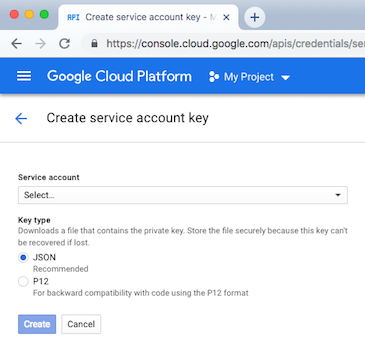 API Create service account key - M
https://console.cloud.google.com/apis/credentials/se
Google Cloud Platform My Project
Create service account key
Service account
Select...
Key type
Downloads a file that contains the private key. Store the file securely because this key can't
be recovered if lost.
JSON
Recommended
P12
For backward compatibility with code using the P12 format
Create Cancel